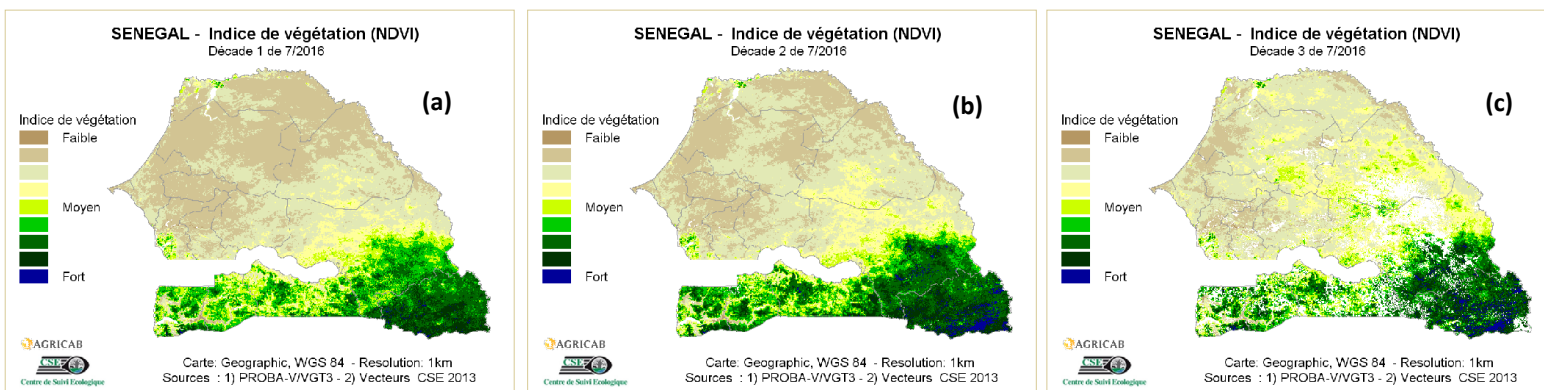 SENEGAL - Indice de végétation (NDVI)
Décade 1 de 7/2016
(a)
Indice de végétation
Faible
Moyen
Fort
AGRICAB
CSE
Centre de Suivi Ecologique
Carte: Geographic, WGS 84 - Resolution: 1km
Sources : 1) PROBA-V/VGT3 - 2) Vecteurs CSE 2013
SENEGAL - Indice de végétation (NDVI)
Décade 2 de 7/2016
(b)
Indice de végétation
Faible
Moyen
Fort
AGRICAB
CSE
Centre de Suivi Ecologique
Carte: Geographic, WGS 84 - Resolution: 1km
Sources : 1) PROBA-V/VGT3 - 2) Vecteurs CSE 2013
SENEGAL - Indice de végétation (NDVI)
Décade 3 de 7/2016
(c)
Indice de végétation
Faible
Moyen
Fort
AGRICAB
CSE
Centre de Suivi Ecologique
Carte: Geographic, WGS 84 - Resolution: 1km
Sources : 1) PROBA-V/VGT3 - 2) Vecteurs CSE 2013